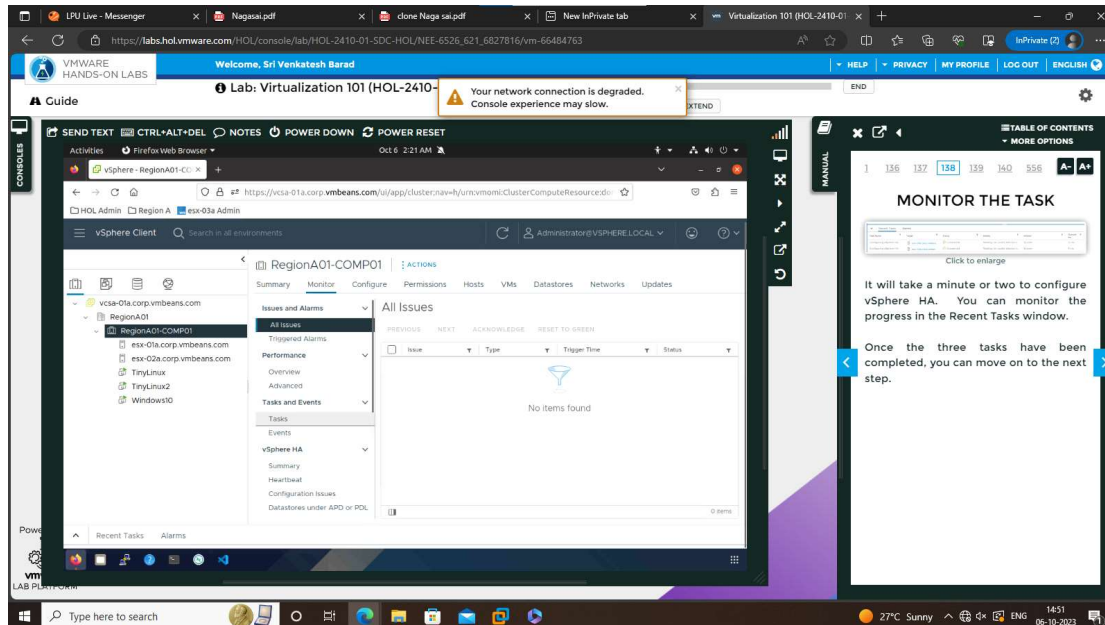 LPU Live - Messenger
Nagasai.pdf
clone Naga sai.pdf
New InPrivate tab
Virtualization 101 (HOL-2410-01
https://labs.hol.vmware.com/HOL/console/lab/HOL-2410-01-SDC-HOL/NEE-6526_621_6827816/vm-66484763
InPrivate (2)
VMWARE
HANDS-ON LABS
Welcome, Sri Venkatesh Barad
HELP
PRIVACY
MY PROFILE
LOG OUT
ENGLISH
Guide
Lab: Virtualization 101 (HOL-2410-
Your network connection is degraded.
Console experience may slow.
XTEND
END
CONSOLES
SEND TEXT
CTRL+ALT+DEL
NOTES
POWER DOWN
POWER RESET
Activities
Firefox Web Browser
Oct 6 2:21 AM
vSphere - RegionA01-CO
https://vcsa-01a.corp.vmbeans.com/ui/app/cluster;nav=h/urn:vmomi:ClusterComputeResource:do
HOL Admin
Region A
esx-03a Admin
vSphere Client
Search in all environments
Administrator@VSPHERE.LOCAL
vcsa-01a.corp.vmbeans.com
RegionA01
RegionA01-COMP01
esx-01a.corp.vmbeans.com
esx-02a.corp.vmbeans.com
TinyLinux
TinyLinux2
Windows10
RegionA01-COMP01
ACTIONS
Summary
Monitor
Configure
Permissions
Hosts
VMs
Datastores
Networks
Updates
Issues and Alarms
All Issues
Triggered Alarms
Performance
Overview
Advanced
Tasks and Events
Tasks
Events
vSphere HA
Summary
Heartbeat
Configuration Issues
Datastores under APD or PDL
All Issues
PREVIOUS
NEXT
ACKNOWLEDGE
RESET TO GREEN
Issue
Type
Trigger Time
Status
No items found
0 items
Recent Tasks
Alarms
MANUAL
TABLE OF CONTENTS
MORE OPTIONS
1 136 137 138 139 140 556
A- A+
MONITOR THE TASK
Click to enlarge
It will take a minute or two to configure
vSphere HA. You can monitor the
progress in the Recent Tasks window.
Once the three tasks have been
completed, you can move on to the next
step.
Powe
vm
LAB PLATFORM
Type here to search
27°C Sunny
ENG
14:51
06-10-2023